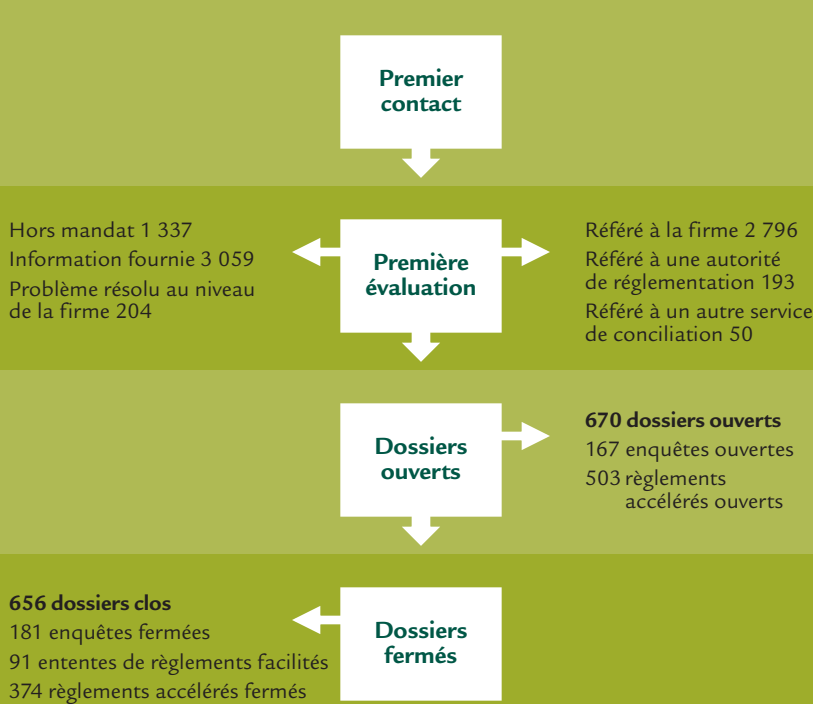 Premier
contact
Hors mandat 1 337
Information fournie 3 059
Problème résolu au niveau
de la firme 204
Première
évaluation
Référé à la firme 2 796
Référé à une autorité
de réglementation 193
Référé à un autre service
de conciliation 50
Dossiers
ouverts
670 dossiers ouverts
167 enquêtes ouvertes
503 règlements
accélérés ouverts
656 dossiers clos
181 enquêtes fermées
91 ententes de règlements facilités
374 règlements accélérés fermés
Dossiers
fermés